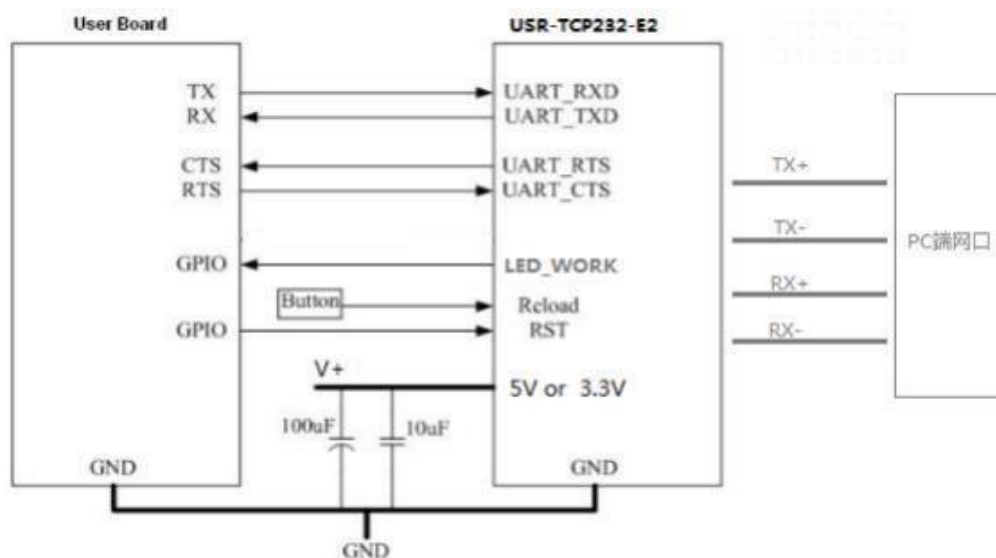 User Board
USR-TCP232-E2
TX
UART_RXD
RX
UART_TXD
CTS
UART_RTS
RTS
UART_CTS
GPIO
LED_WORK
Button
Reload
GPIO
RST
V+
5V or 3.3V
100uF
10uF
GND
GND
GND
TX+
TX-
RX+
RX-
PC端网口